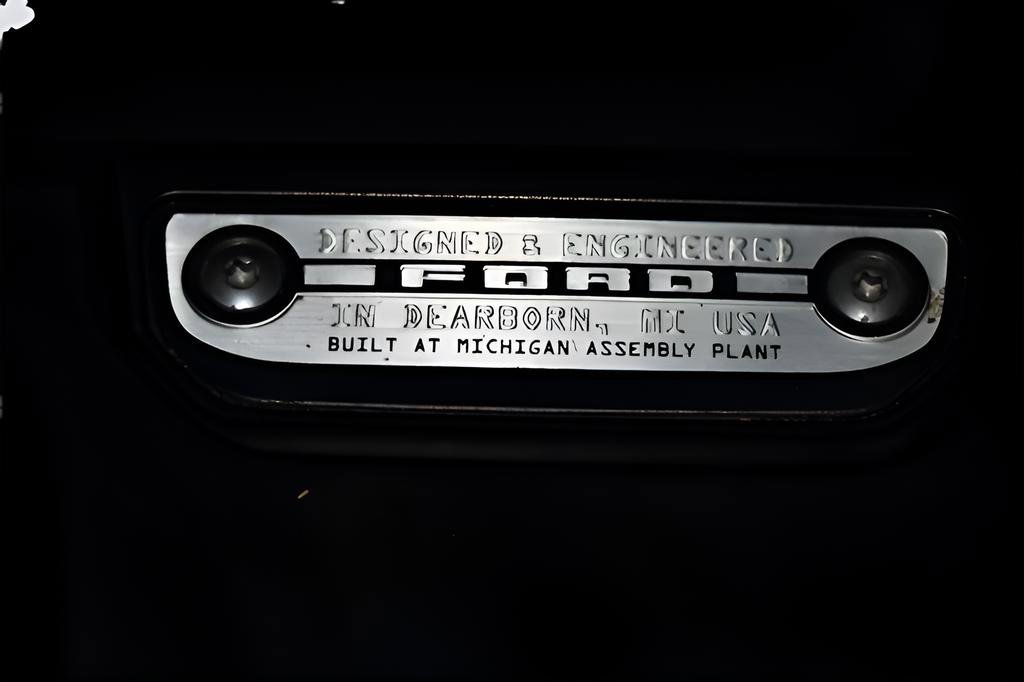 DESIGNED & ENGINEERED
FORD
IN DEARBORN, MI USA
BUILT AT MICHIGAN ASSEMBLY PLANT